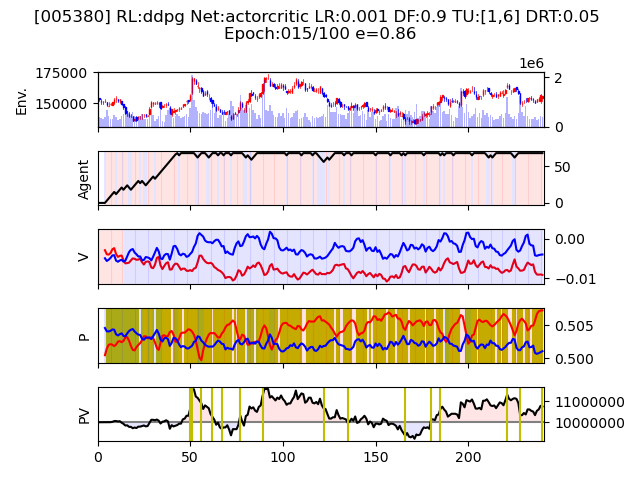 [005380] RL:ddpg Net:actorcritic LR:0.001 DF:0.9 TU:[1,6] DRT:0.05
Epoch:015/100 e=0.86
1e6
Env.
175000
150000
2
0
Agent
50
0
V
0.00
−0.01
P
0.505
0.500
PV
11000000
10000000
0
50
100
150
200